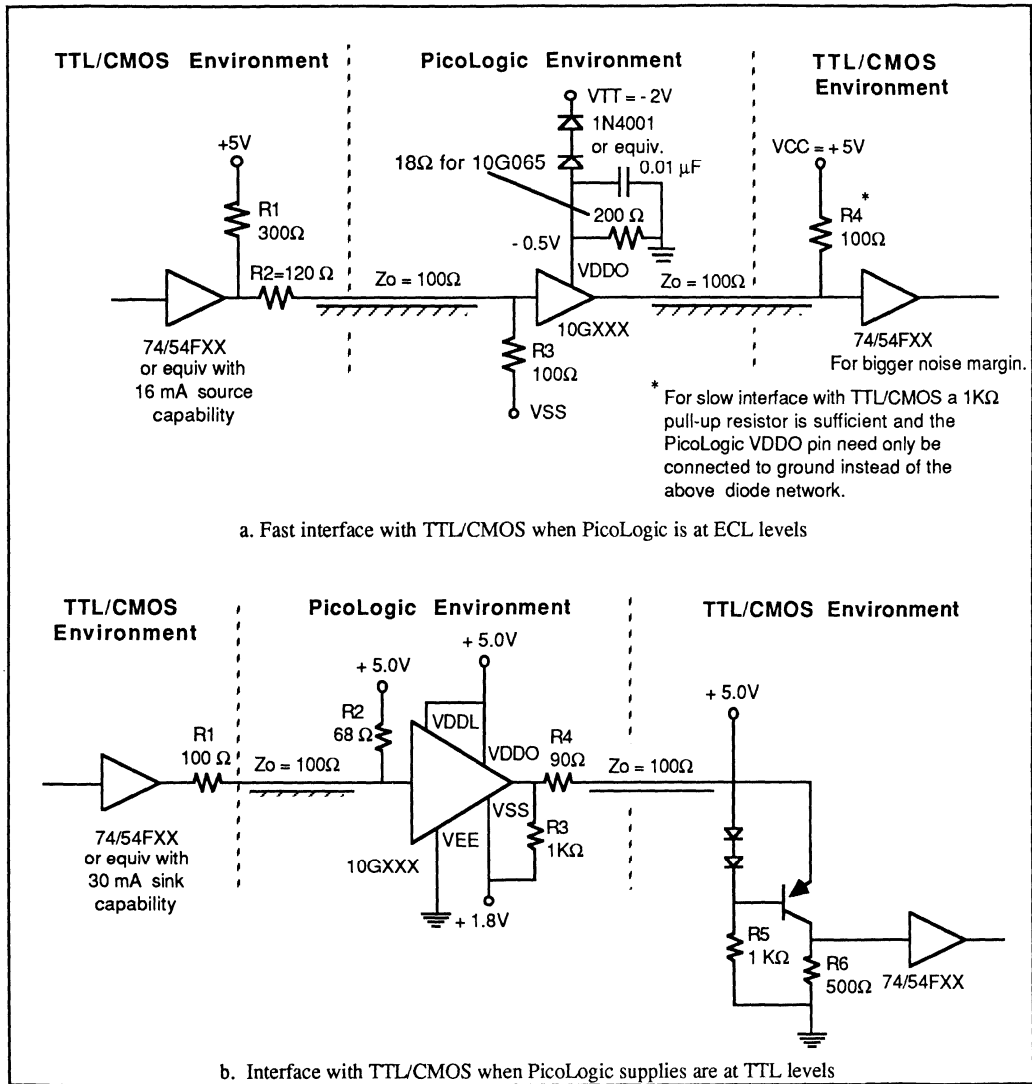 TTL/CMOS Environment
PicoLogic Environment
TTL/CMOS
Environment
+5V
R1
300Ω
R2=120 Ω
Zo = 100Ω
74/54FXX
or equiv with
16 mA source
capability
VTT = - 2V
1N4001
or equiv.
18Ω for 10G065
0.01 µF
200 Ω
- 0.5V
VDDO
10GXXX
R3
100Ω
VSS
Zo = 100Ω
VCC = + 5V
R4 *
100Ω
74/54FXX
For bigger noise margin.
* For slow interface with TTL/CMOS a 1KΩ
pull-up resistor is sufficient and the
PicoLogic VDDO pin need only be
connected to ground instead of the
above diode network.
a. Fast interface with TTL/CMOS when PicoLogic is at ECL levels
TTL/CMOS
Environment
PicoLogic Environment
TTL/CMOS Environment
R1
100 Ω
Zo = 100Ω
74/54FXX
or equiv with
30 mA sink
capability
+ 5.0V
R2
68 Ω
+ 5.0V
VDDL
VDDO
VSS
VEE
10GXXX
R4
90Ω
R3
1KΩ
+ 1.8V
Zo = 100Ω
+ 5.0V
R5
1 KΩ
R6
500Ω
74/54FXX
b. Interface with TTL/CMOS when PicoLogic supplies are at TTL levels